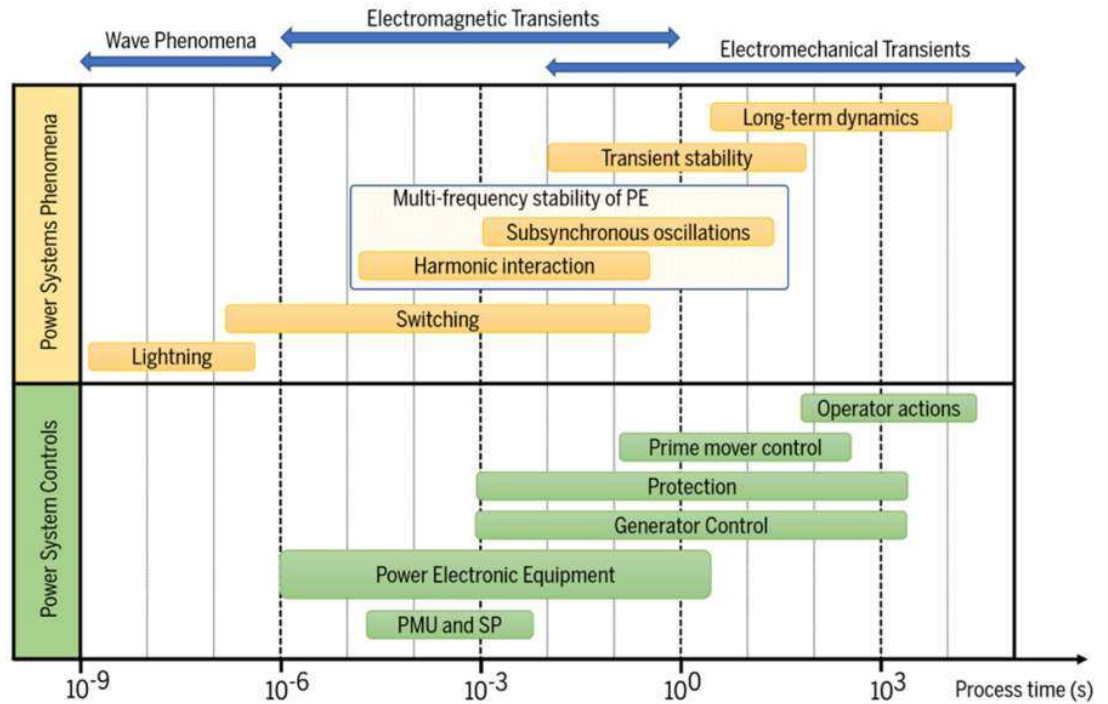 Electromagnetic Transients
Wave Phenomena
Electromechanical Transients
Power Systems Phenomena
Long-term dynamics
Transient stability
Multi-frequency stability of PE
Subsynchronous oscillations
Harmonic interaction
Switching
Lightning
Power System Controls
Operator actions
Prime mover control
Protection
Generator Control
Power Electronic Equipment
PMU and SP
10⁻⁹ 10⁻⁶ 10⁻³ 10⁰ 10³ Process time (s)